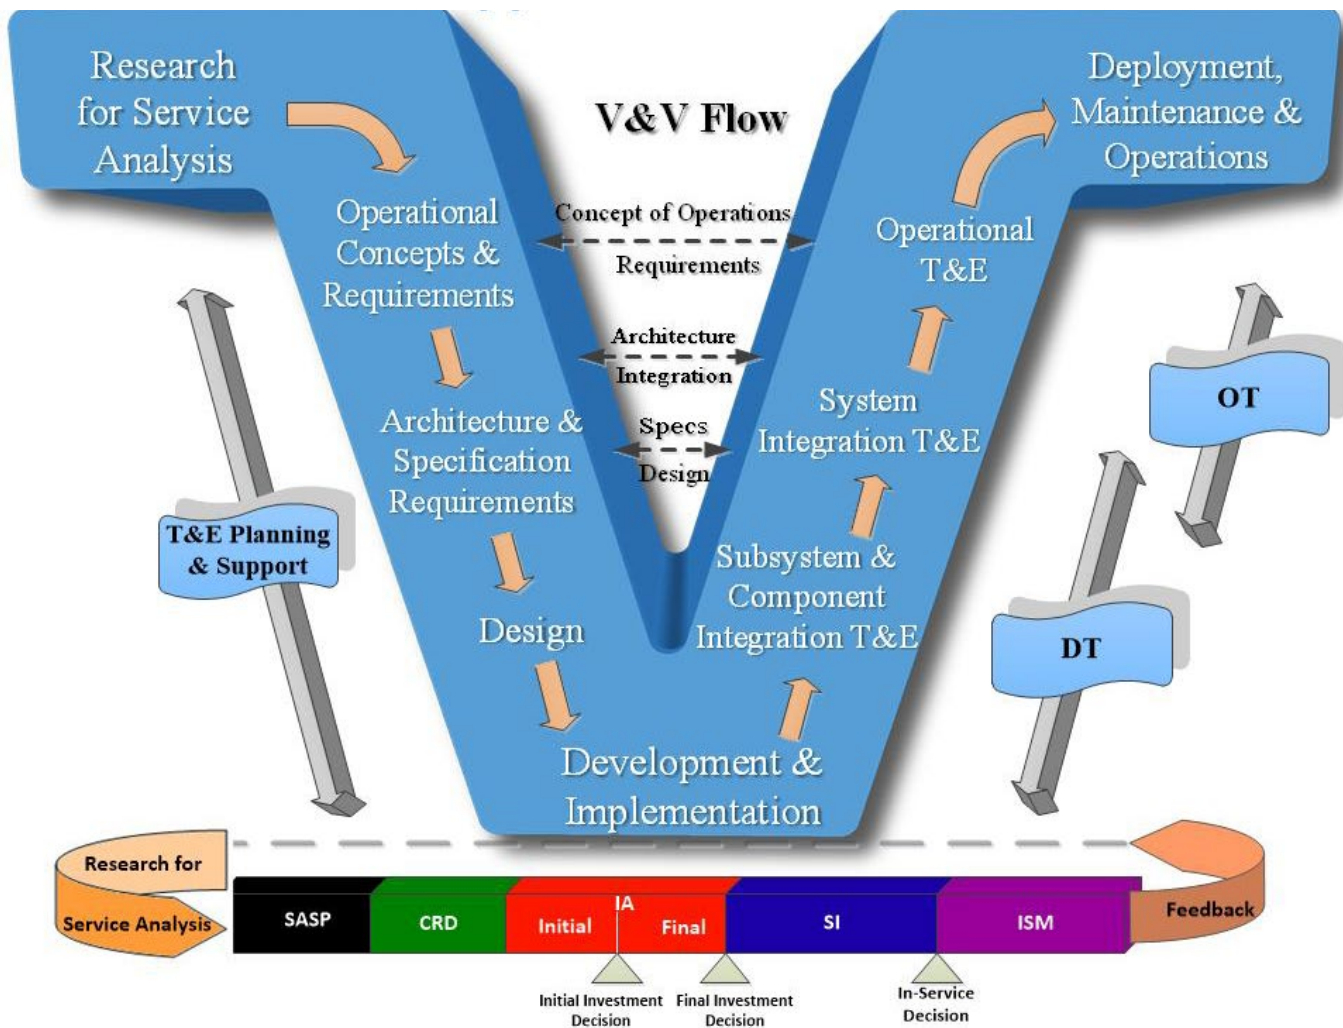 Research
for Service
Analysis
V&V Flow
Deployment,
Maintenance &
Operations
Operational
Concepts &
Requirements
Concept of Operations
Requirements
Operational
T&E
Architecture
Integration
Architecture &
Specification
Requirements
Specs
Design
System
Integration T&E
OT
T&E Planning
& Support
Design
Subsystem &
Component
Integration T&E
DT
Development &
Implementation
Research for
Service Analysis
SASP
CRD
IA
Initial
Final
SI
ISM
Feedback
Initial Investment
Decision
Final Investment
Decision
In-Service
Decision